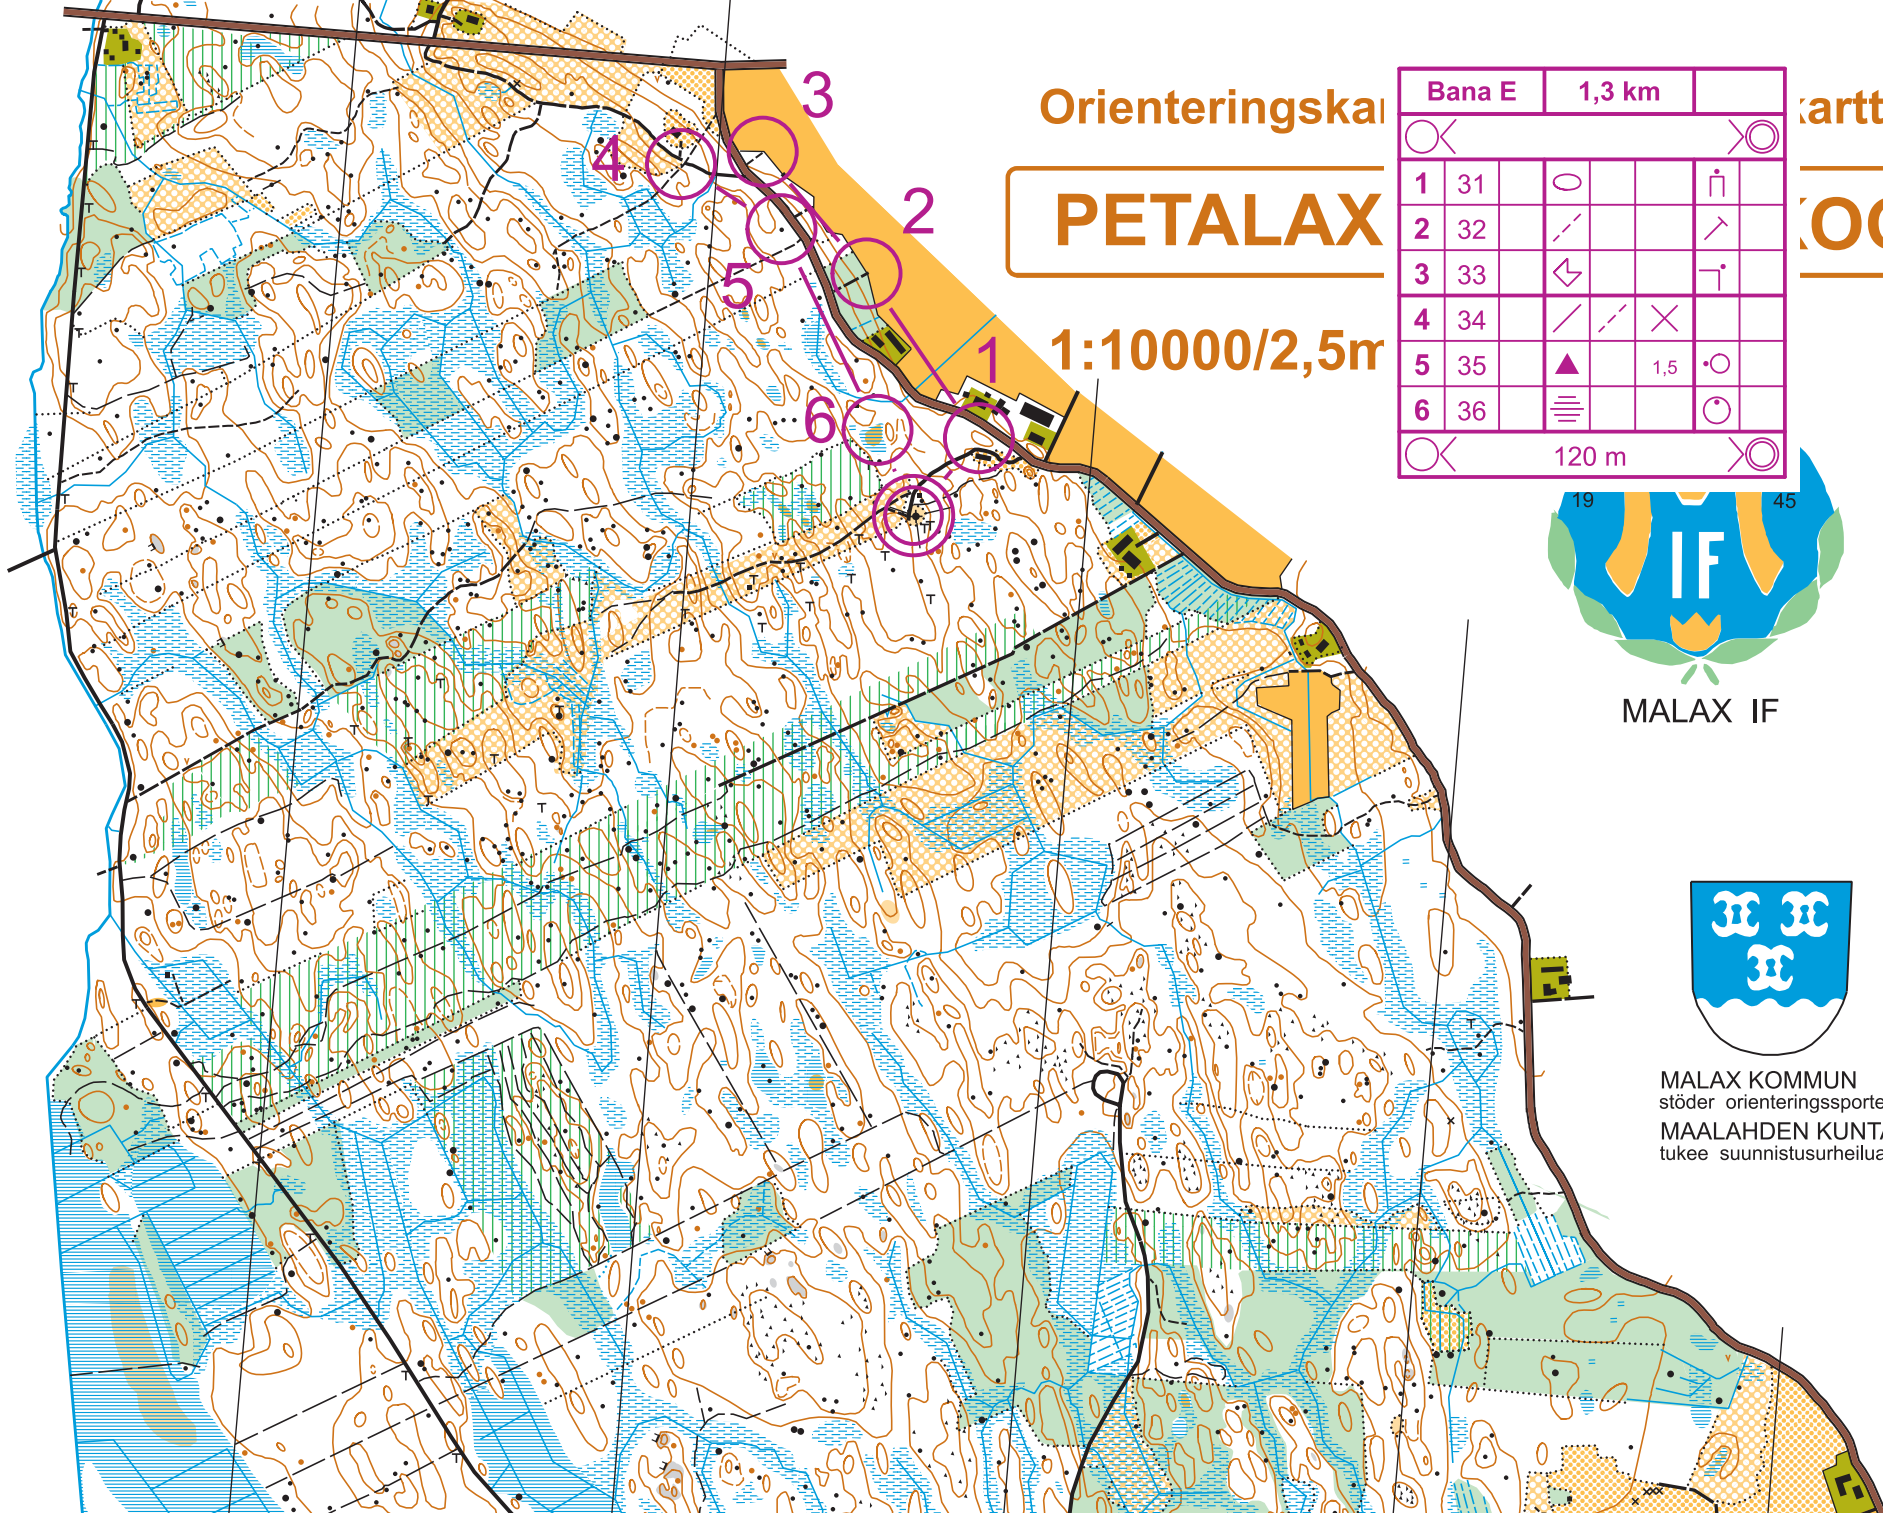 Orienteringskar
kartt
PETALAX
KOG
1:10000/2,5m
Bana E 1,3 km
1 31
2 32
3 33
4 34
5 35 1,5
6 36
120 m
3
4
2
5
1
6
19 45
IF
MALAX IF
MALAX KOMMUN
stöder orienteringssporte
MAALAHDEN KUNTA
tukee suunnistusurheilua